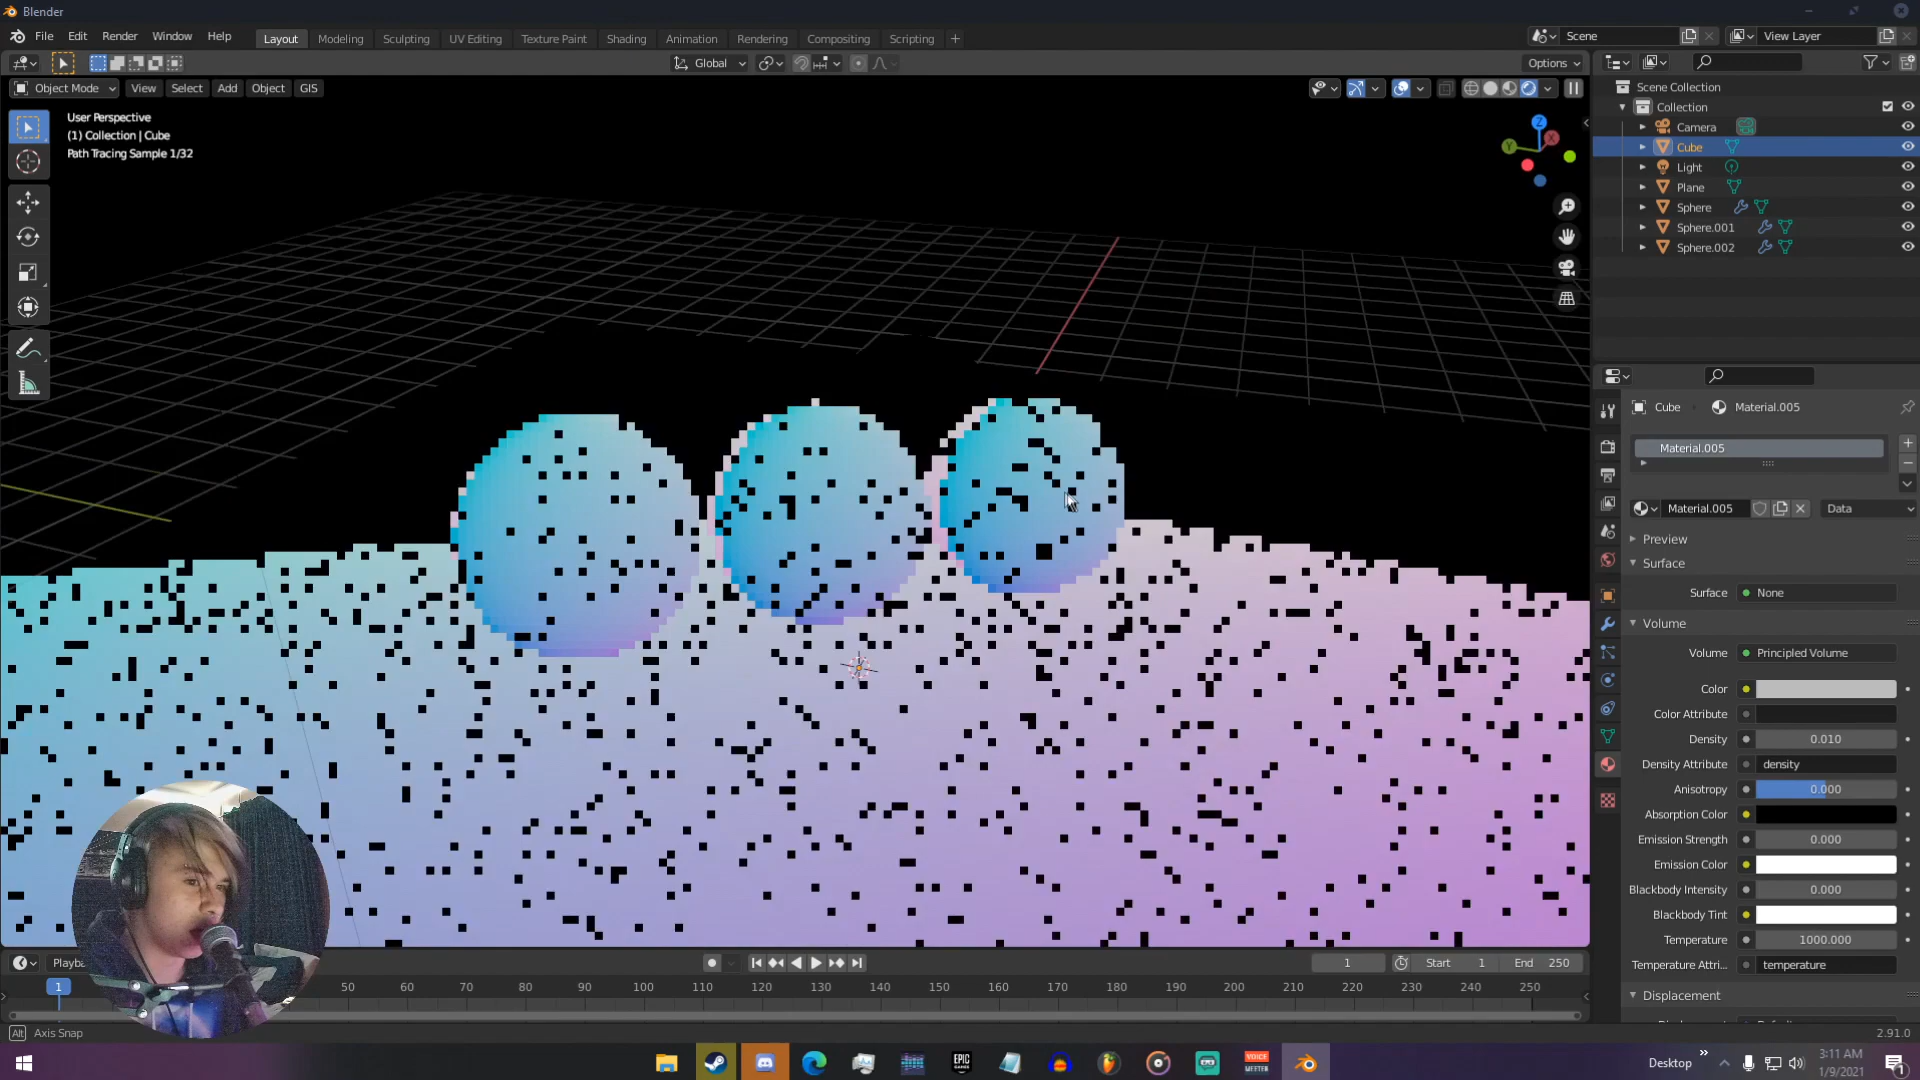 Blender
File Edit Render Window Help
Layout Modeling Sculpting UV Editing Texture Paint Shading Animation Rendering Compositing Scripting +
Scene
View Layer
Global
Options
Object Mode View Select Add Object GIS
User Perspective
(1) Collection | Cube
Path Tracing Sample 1/32
Z
X
Y
Scene Collection
Collection
Camera
Cube
Light
Plane
Sphere
Sphere.001
Sphere.002
Cube Material.005
Material.005
Material.005 Data
Preview
Surface
Surface None
Volume
Volume Principled Volume
Color
Color Attribute
Density 0.010
Density Attribute density
Anisotropy 0.000
Absorption Color
Emission Strength 0.000
Emission Color
Blackbody Intensity 0.000
Blackbody Tint
Temperature 1000.000
Temperature Attri... temperature
Displacement
Playba
1 Start 1 End 250
1 50 60 70 80 90 100 110 120 130 140 150 160 170 180 190 200 210 220 230 240 250
Alt Axis Snap
2.91.0
EPIC GAMES
VOICE MEETER
Desktop
3:11 AM
1/9/2021
1